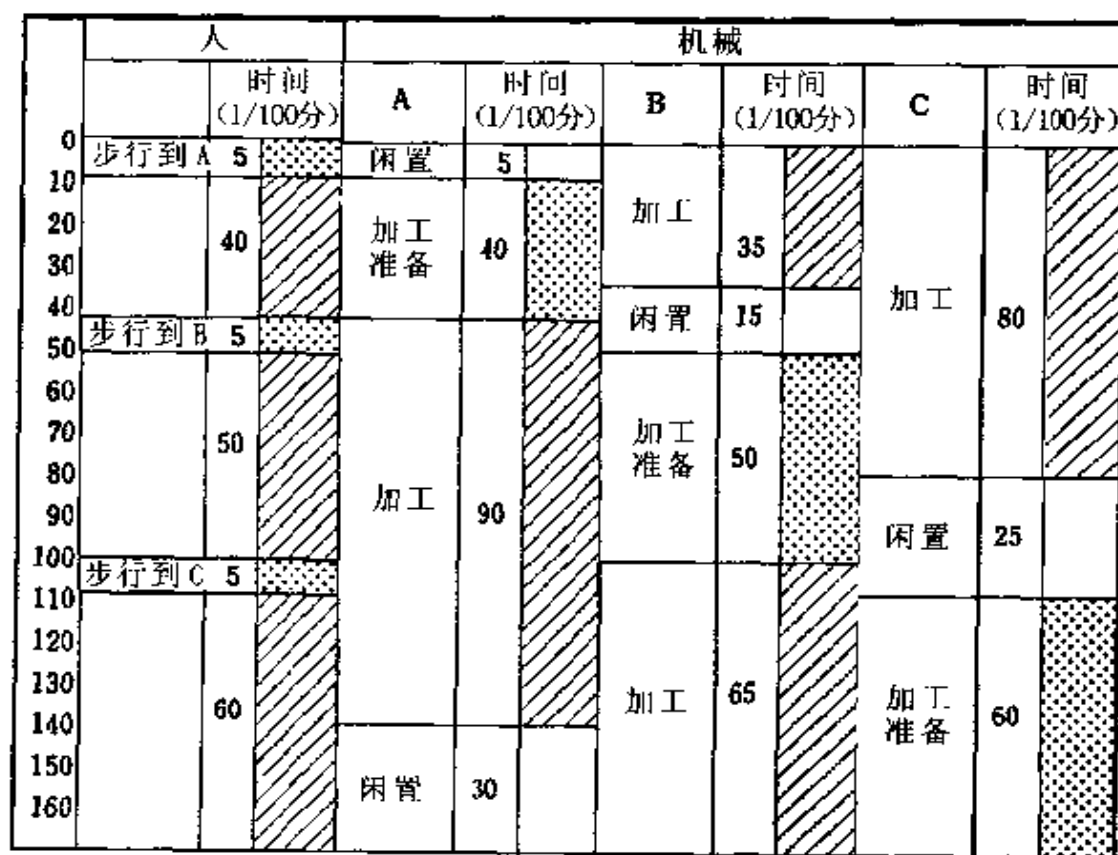 人 机械
时间 A 时间 B 时间 C 时间
(1/100分) (1/100分) (1/100分) (1/100分)
0
步行到A 5 闲置 5
10
20 加工
40 加工 40 35
30 准备 加工 80
40 闲置 15
步行到B 5
50
60
70 加工
50 准备 50
80
加工 90
90 闲置 25
100
步行到C 5
110
120
130
60 加工 65 加工 60
140 准备
150
闲置 30
160